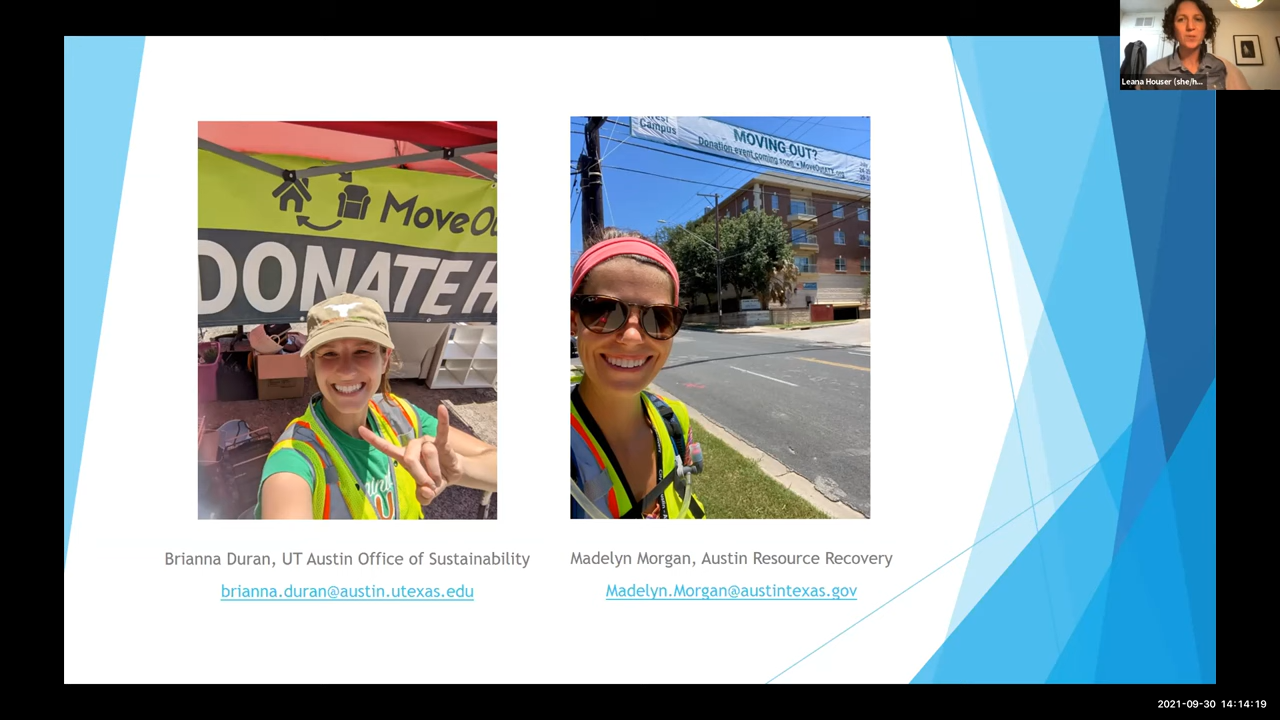 Leana Houser (she/h...
MoveOu
DONATE H
West
Campus
MOVING OUT?
Donation event coming soon. • MoveOutATX.org
Brianna Duran, UT Austin Office of Sustainability
Madelyn Morgan, Austin Resource Recovery
brianna.duran@austin.utexas.edu
Madelyn.Morgan@austintexas.gov
2021-09-30 14:14:19